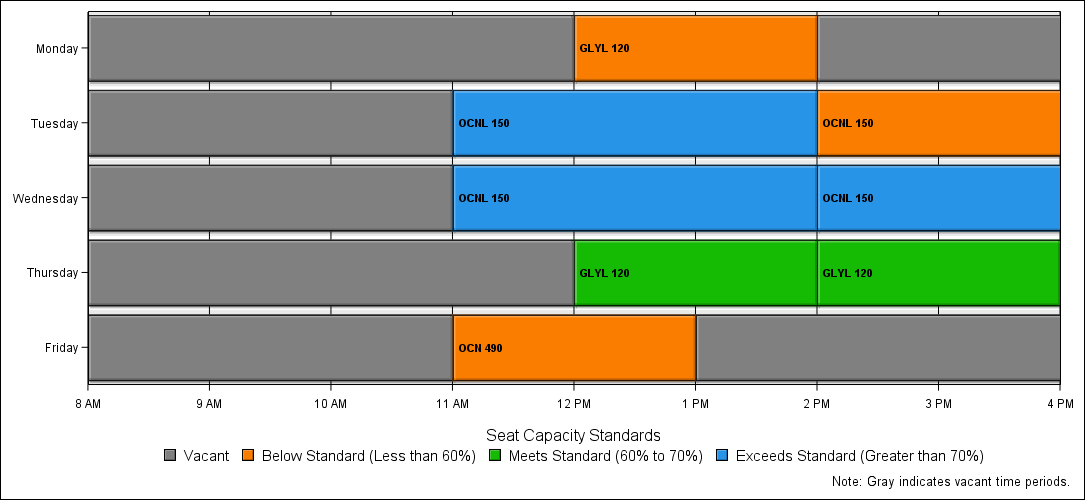 Monday
GLYL 120
Tuesday
OCNL 150
OCNL 150
Wednesday
OCNL 150
OCNL 150
Thursday
GLYL 120
GLYL 120
Friday
OCN 490
8 AM 9 AM 10 AM 11 AM 12 PM 1 PM 2 PM 3 PM 4 PM
Seat Capacity Standards
Vacant Below Standard (Less than 60%) Meets Standard (60% to 70%) Exceeds Standard (Greater than 70%)
Note: Gray indicates vacant time periods.